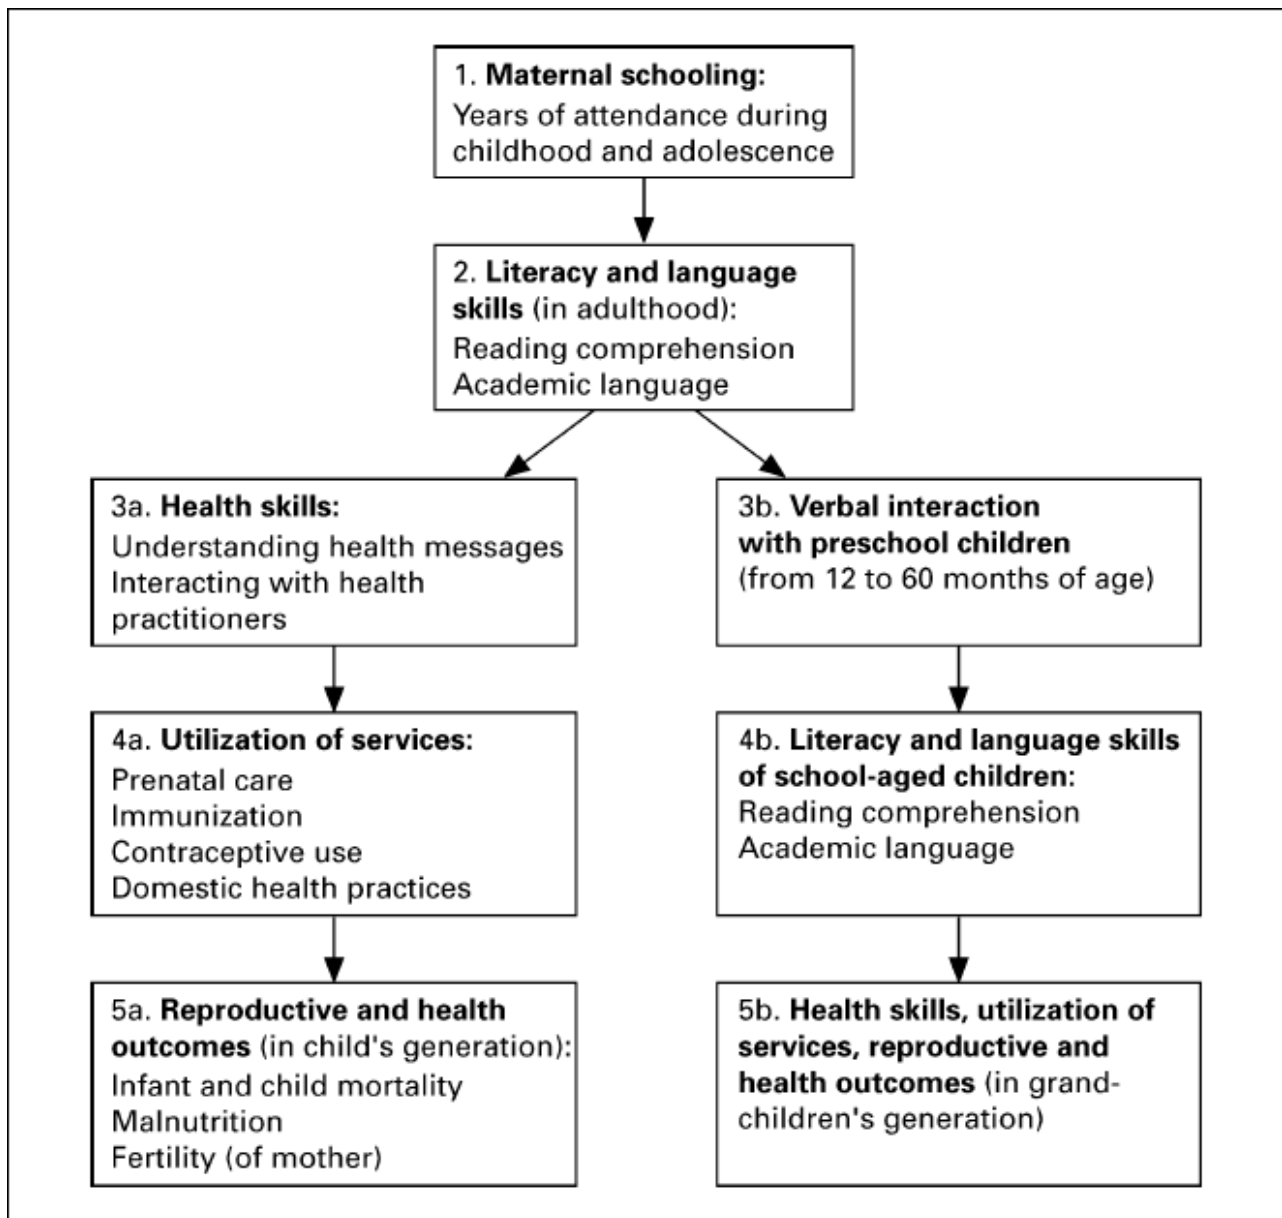 1. Maternal schooling:
Years of attendance during
childhood and adolescence
2. Literacy and language
skills (in adulthood):
Reading comprehension
Academic language
3a. Health skills:
Understanding health messages
Interacting with health
practitioners
3b. Verbal interaction
with preschool children
(from 12 to 60 months of age)
4a. Utilization of services:
Prenatal care
Immunization
Contraceptive use
Domestic health practices
4b. Literacy and language skills
of school-aged children:
Reading comprehension
Academic language
5a. Reproductive and health
outcomes (in child's generation):
Infant and child mortality
Malnutrition
Fertility (of mother)
5b. Health skills, utilization of
services, reproductive and
health outcomes (in grand-
children's generation)